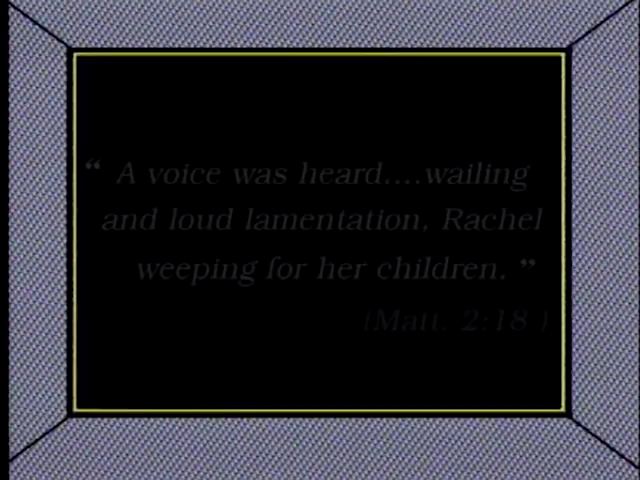 “ A voice was heard....wailing
and loud lamentation, Rachel
weeping for her children. ”
(Matt. 2:18 )